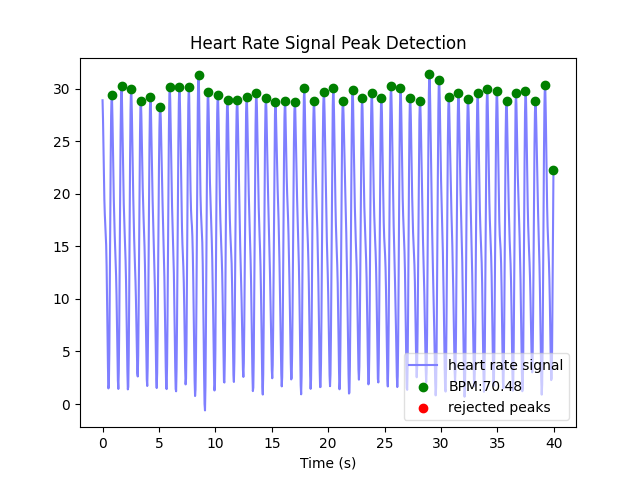 Heart Rate Signal Peak Detection
30
25
20
15
10
5
0
heart rate signal
BPM:70.48
rejected peaks
0 5 10 15 20 25 30 35 40
Time (s)